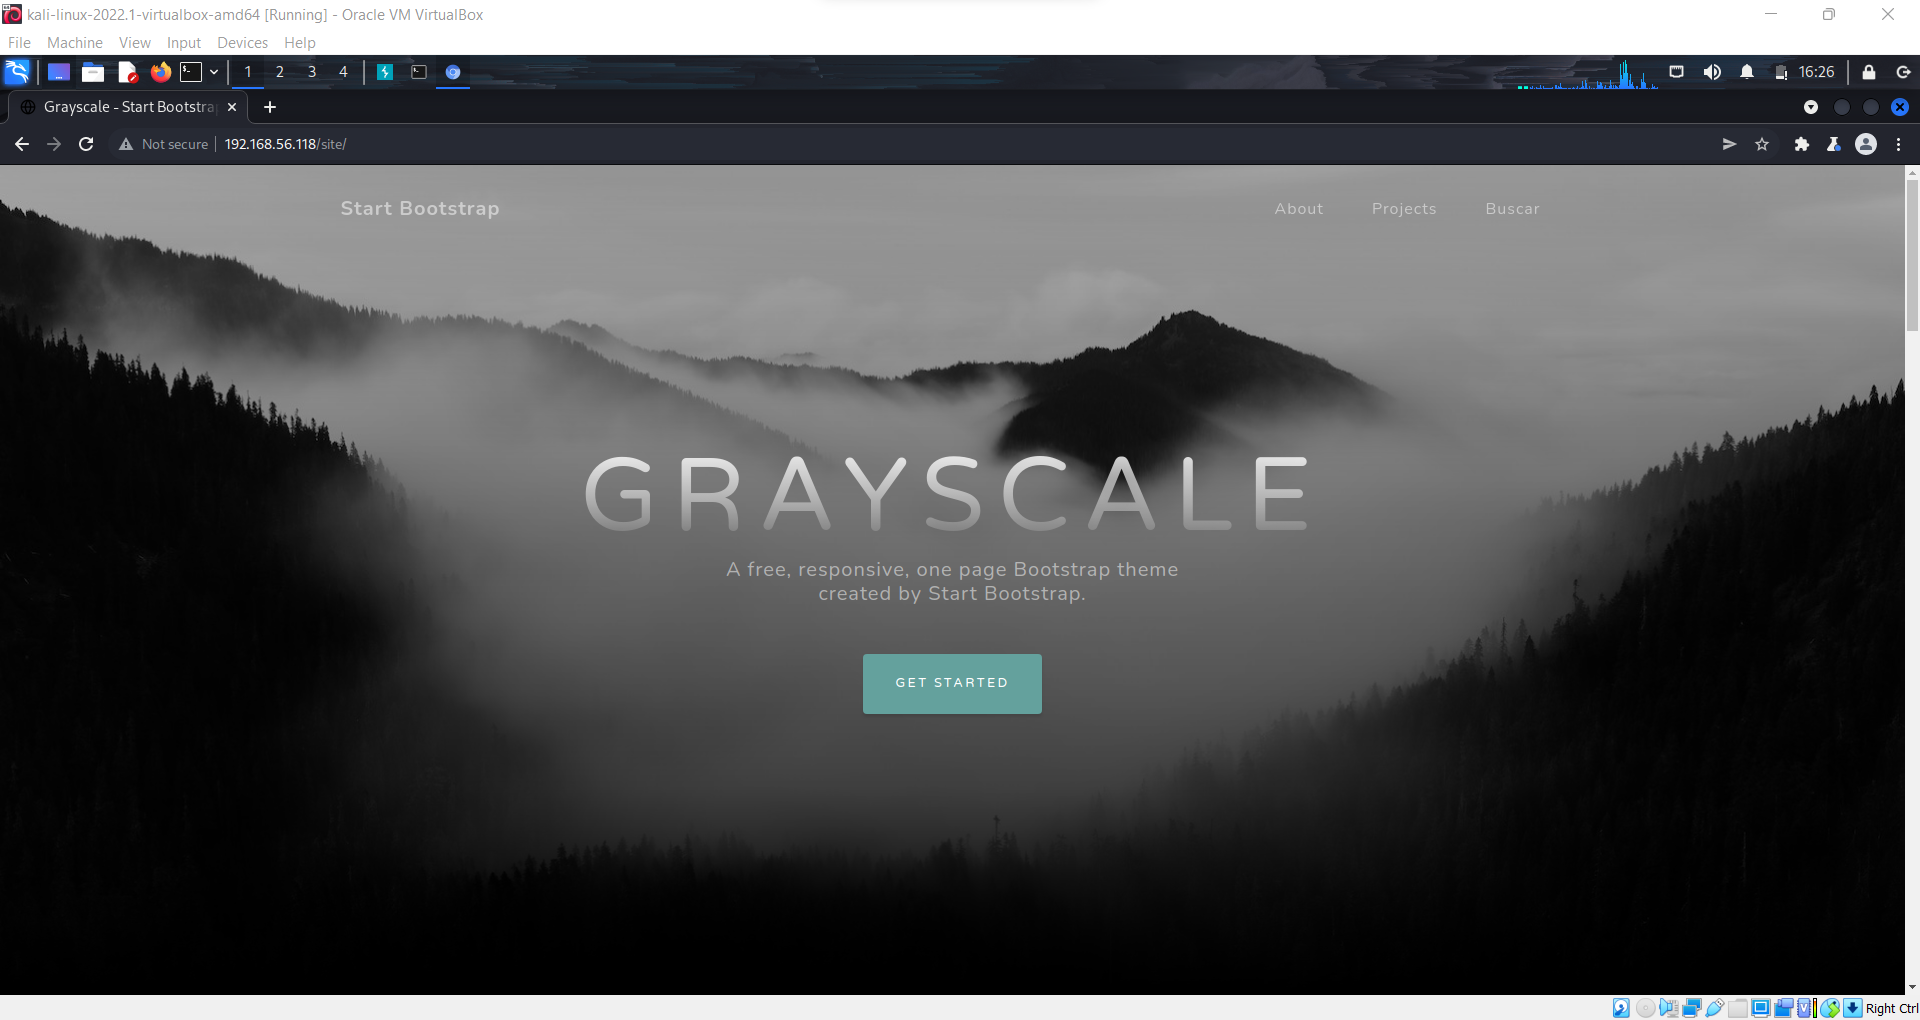 kali-linux-2022.1-virtualbox-amd64 [Running] - Oracle VM VirtualBox
File Machine View Input Devices Help
1 2 3 4 16:26
Grayscale - Start Bootstrap
Not secure 192.168.56.118/site/
Start Bootstrap About Projects Buscar
GRAYSCALE
A free, responsive, one page Bootstrap theme
created by Start Bootstrap.
GET STARTED
Right Ctrl